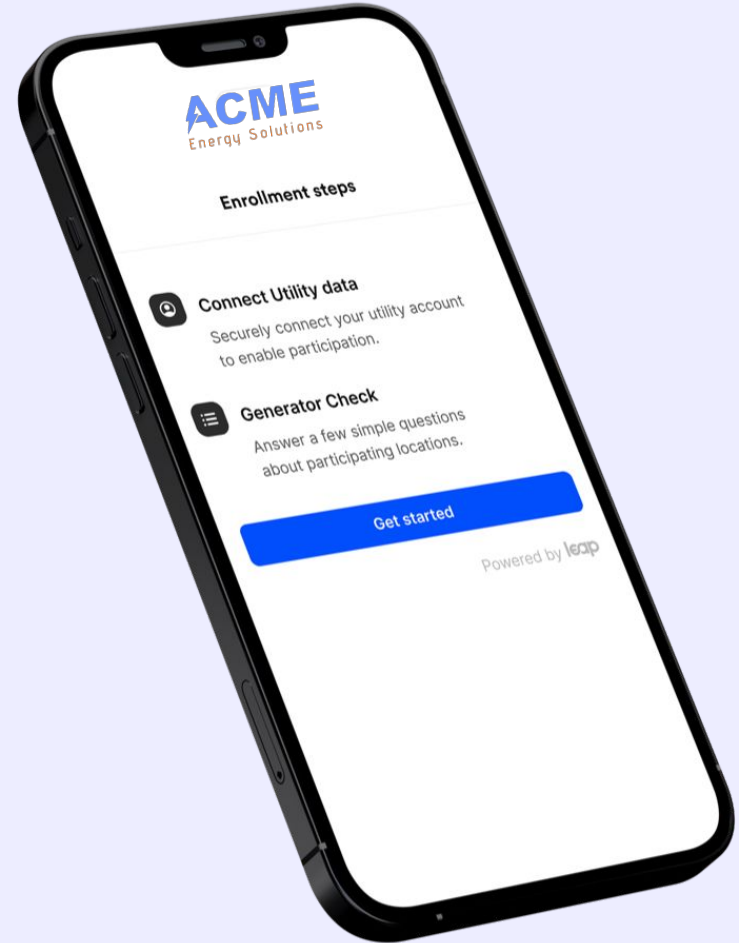 ACME
Energy Solutions
Enrollment steps
Connect Utility data
Securely connect your utility account
to enable participation.
Generator Check
Answer a few simple questions
about participating locations.
Get started
Powered by leap